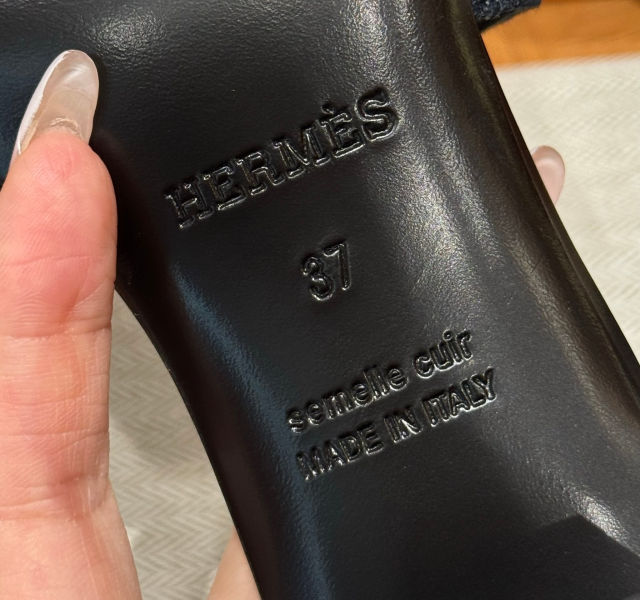 HERMÈS
37
semelle cuir
MADE IN ITALY